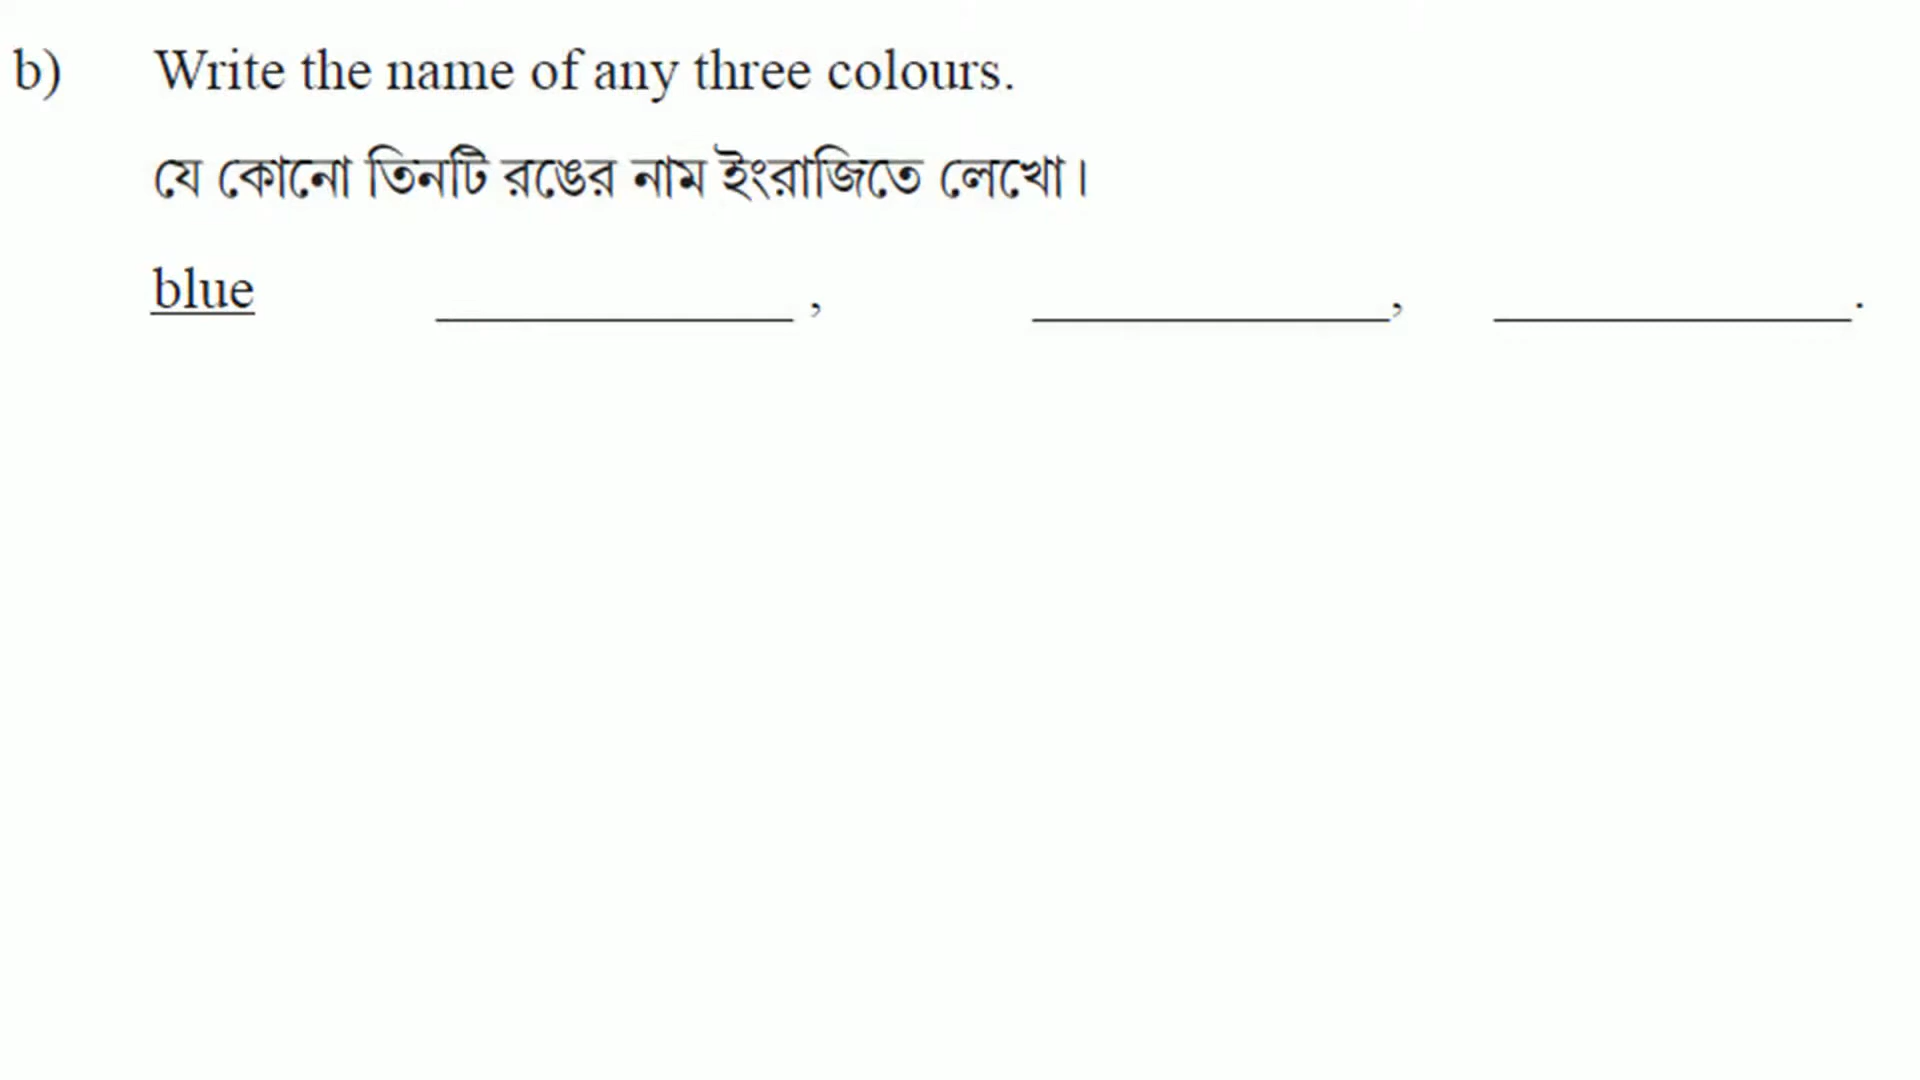 b) Write the name of any three colours.
যে কোনো তিনটি রঙের নাম ইংরাজিতে লেখো।
blue ____________ , ____________, ____________.